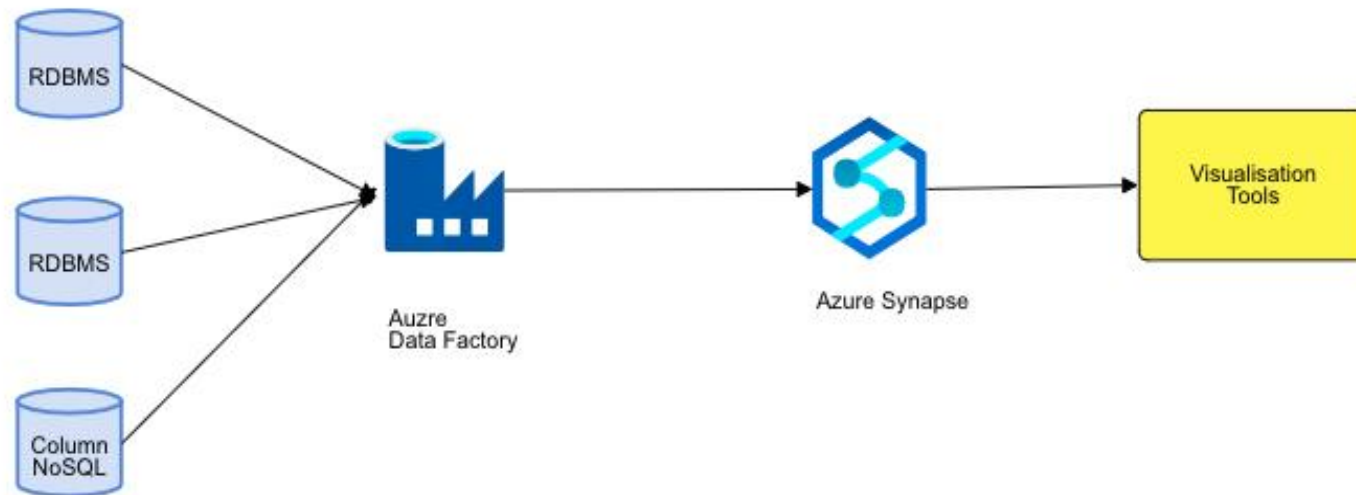 RDBMS
RDBMS
Column
NoSQL
Auzre
Data Factory
Azure Synapse
Visualisation
Tools